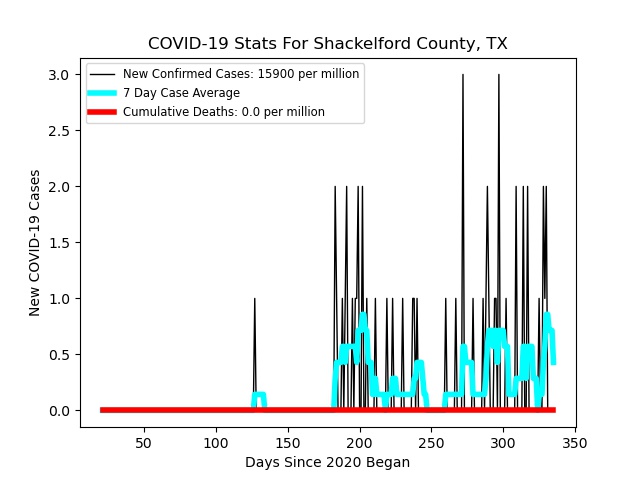 COVID-19 Stats For Shackelford County, TX
New Confirmed Cases: 15900 per million
7 Day Case Average
Cumulative Deaths: 0.0 per million
New COVID-19 Cases
3.0
2.5
2.0
1.5
1.0
0.5
0.0
50 100 150 200 250 300 350
Days Since 2020 Began